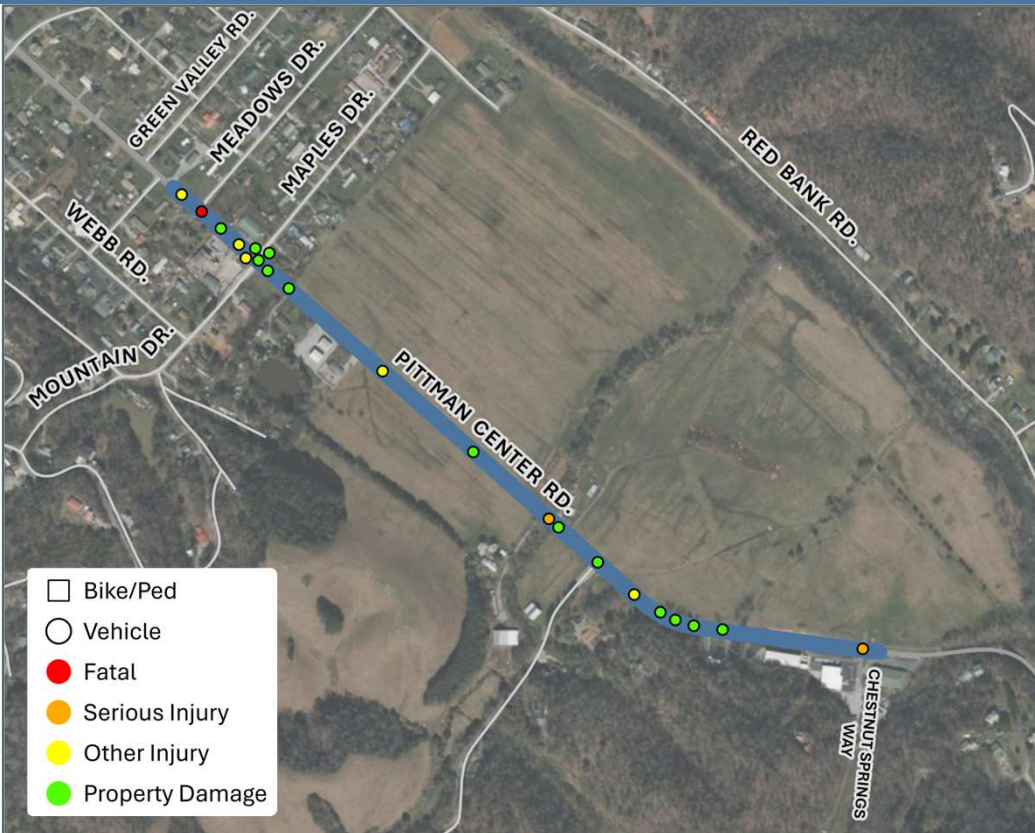 GREEN VALLEY RD.
MEADOWS DR.
MAPLES DR.
RED BANK RD.
WEBB RD.
MOUNTAIN DR.
PITTMAN CENTER RD.
CHESTNUT SPRINGS
WAY
Bike/Ped
Vehicle
Fatal
Serious Injury
Other Injury
Property Damage